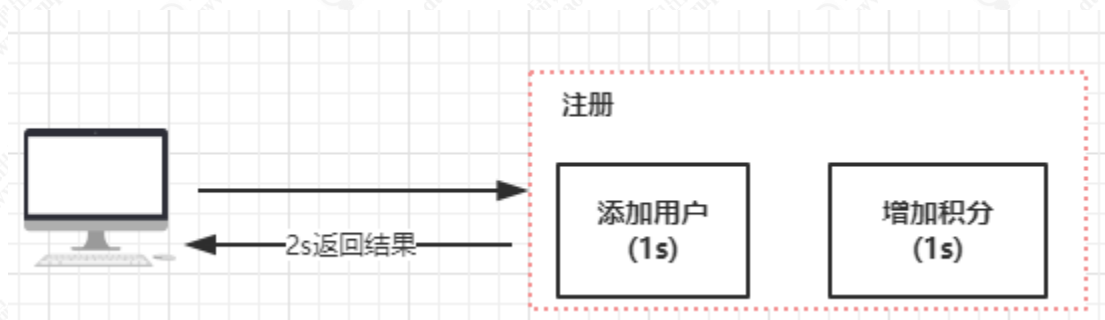 注册
添加用户
(1s)
增加积分
(1s)
2s返回结果